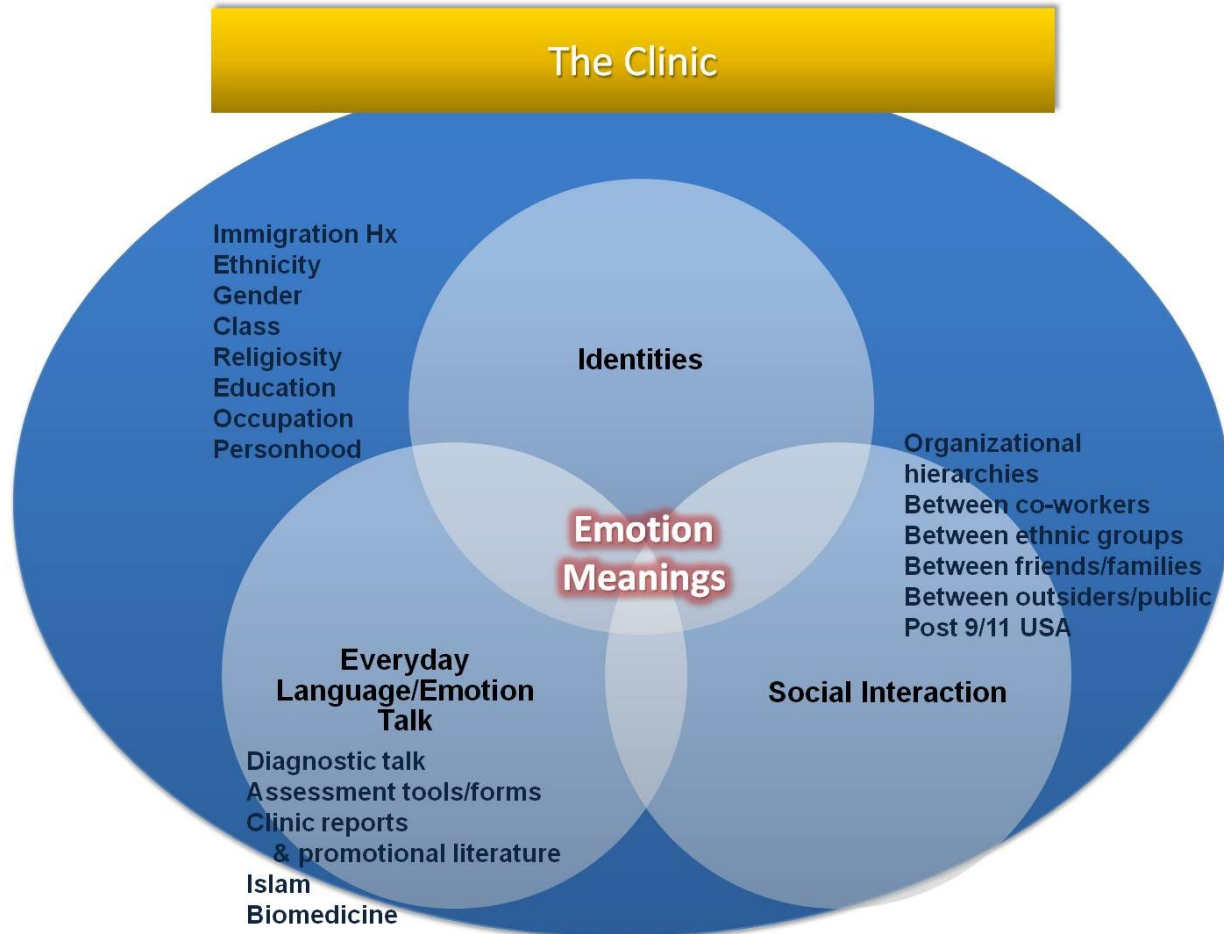 The Clinic
Immigration Hx
Ethnicity
Gender
Class
Religiosity
Education
Occupation
Personhood
Identities
Organizational
hierarchies
Between co-workers
Between ethnic groups
Between friends/families
Between outsiders/public
Post 9/11 USA
Emotion
Meanings
Everyday
Language/Emotion
Talk
Social Interaction
Diagnostic talk
Assessment tools/forms
Clinic reports
& promotional literature
Islam
Biomedicine